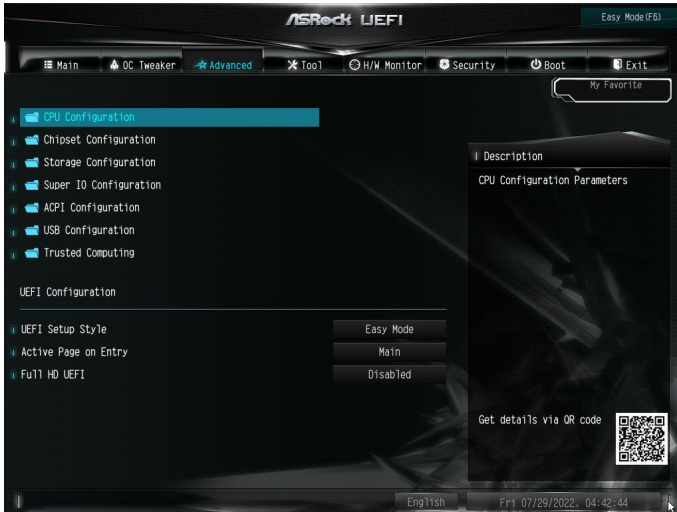 ASRock UEFI
Easy Mode(F6)
Main
OC Tweaker
Advanced
Tool
H/W Monitor
Security
Boot
Exit
My Favorite
CPU Configuration
Chipset Configuration
Storage Configuration
Super IO Configuration
ACPI Configuration
USB Configuration
Trusted Computing
UEFI Configuration
UEFI Setup Style Easy Mode
Active Page on Entry Main
Full HD UEFI Disabled
Description
CPU Configuration Parameters
Get details via QR code
English
Fri 07/29/2022. 04:42:44